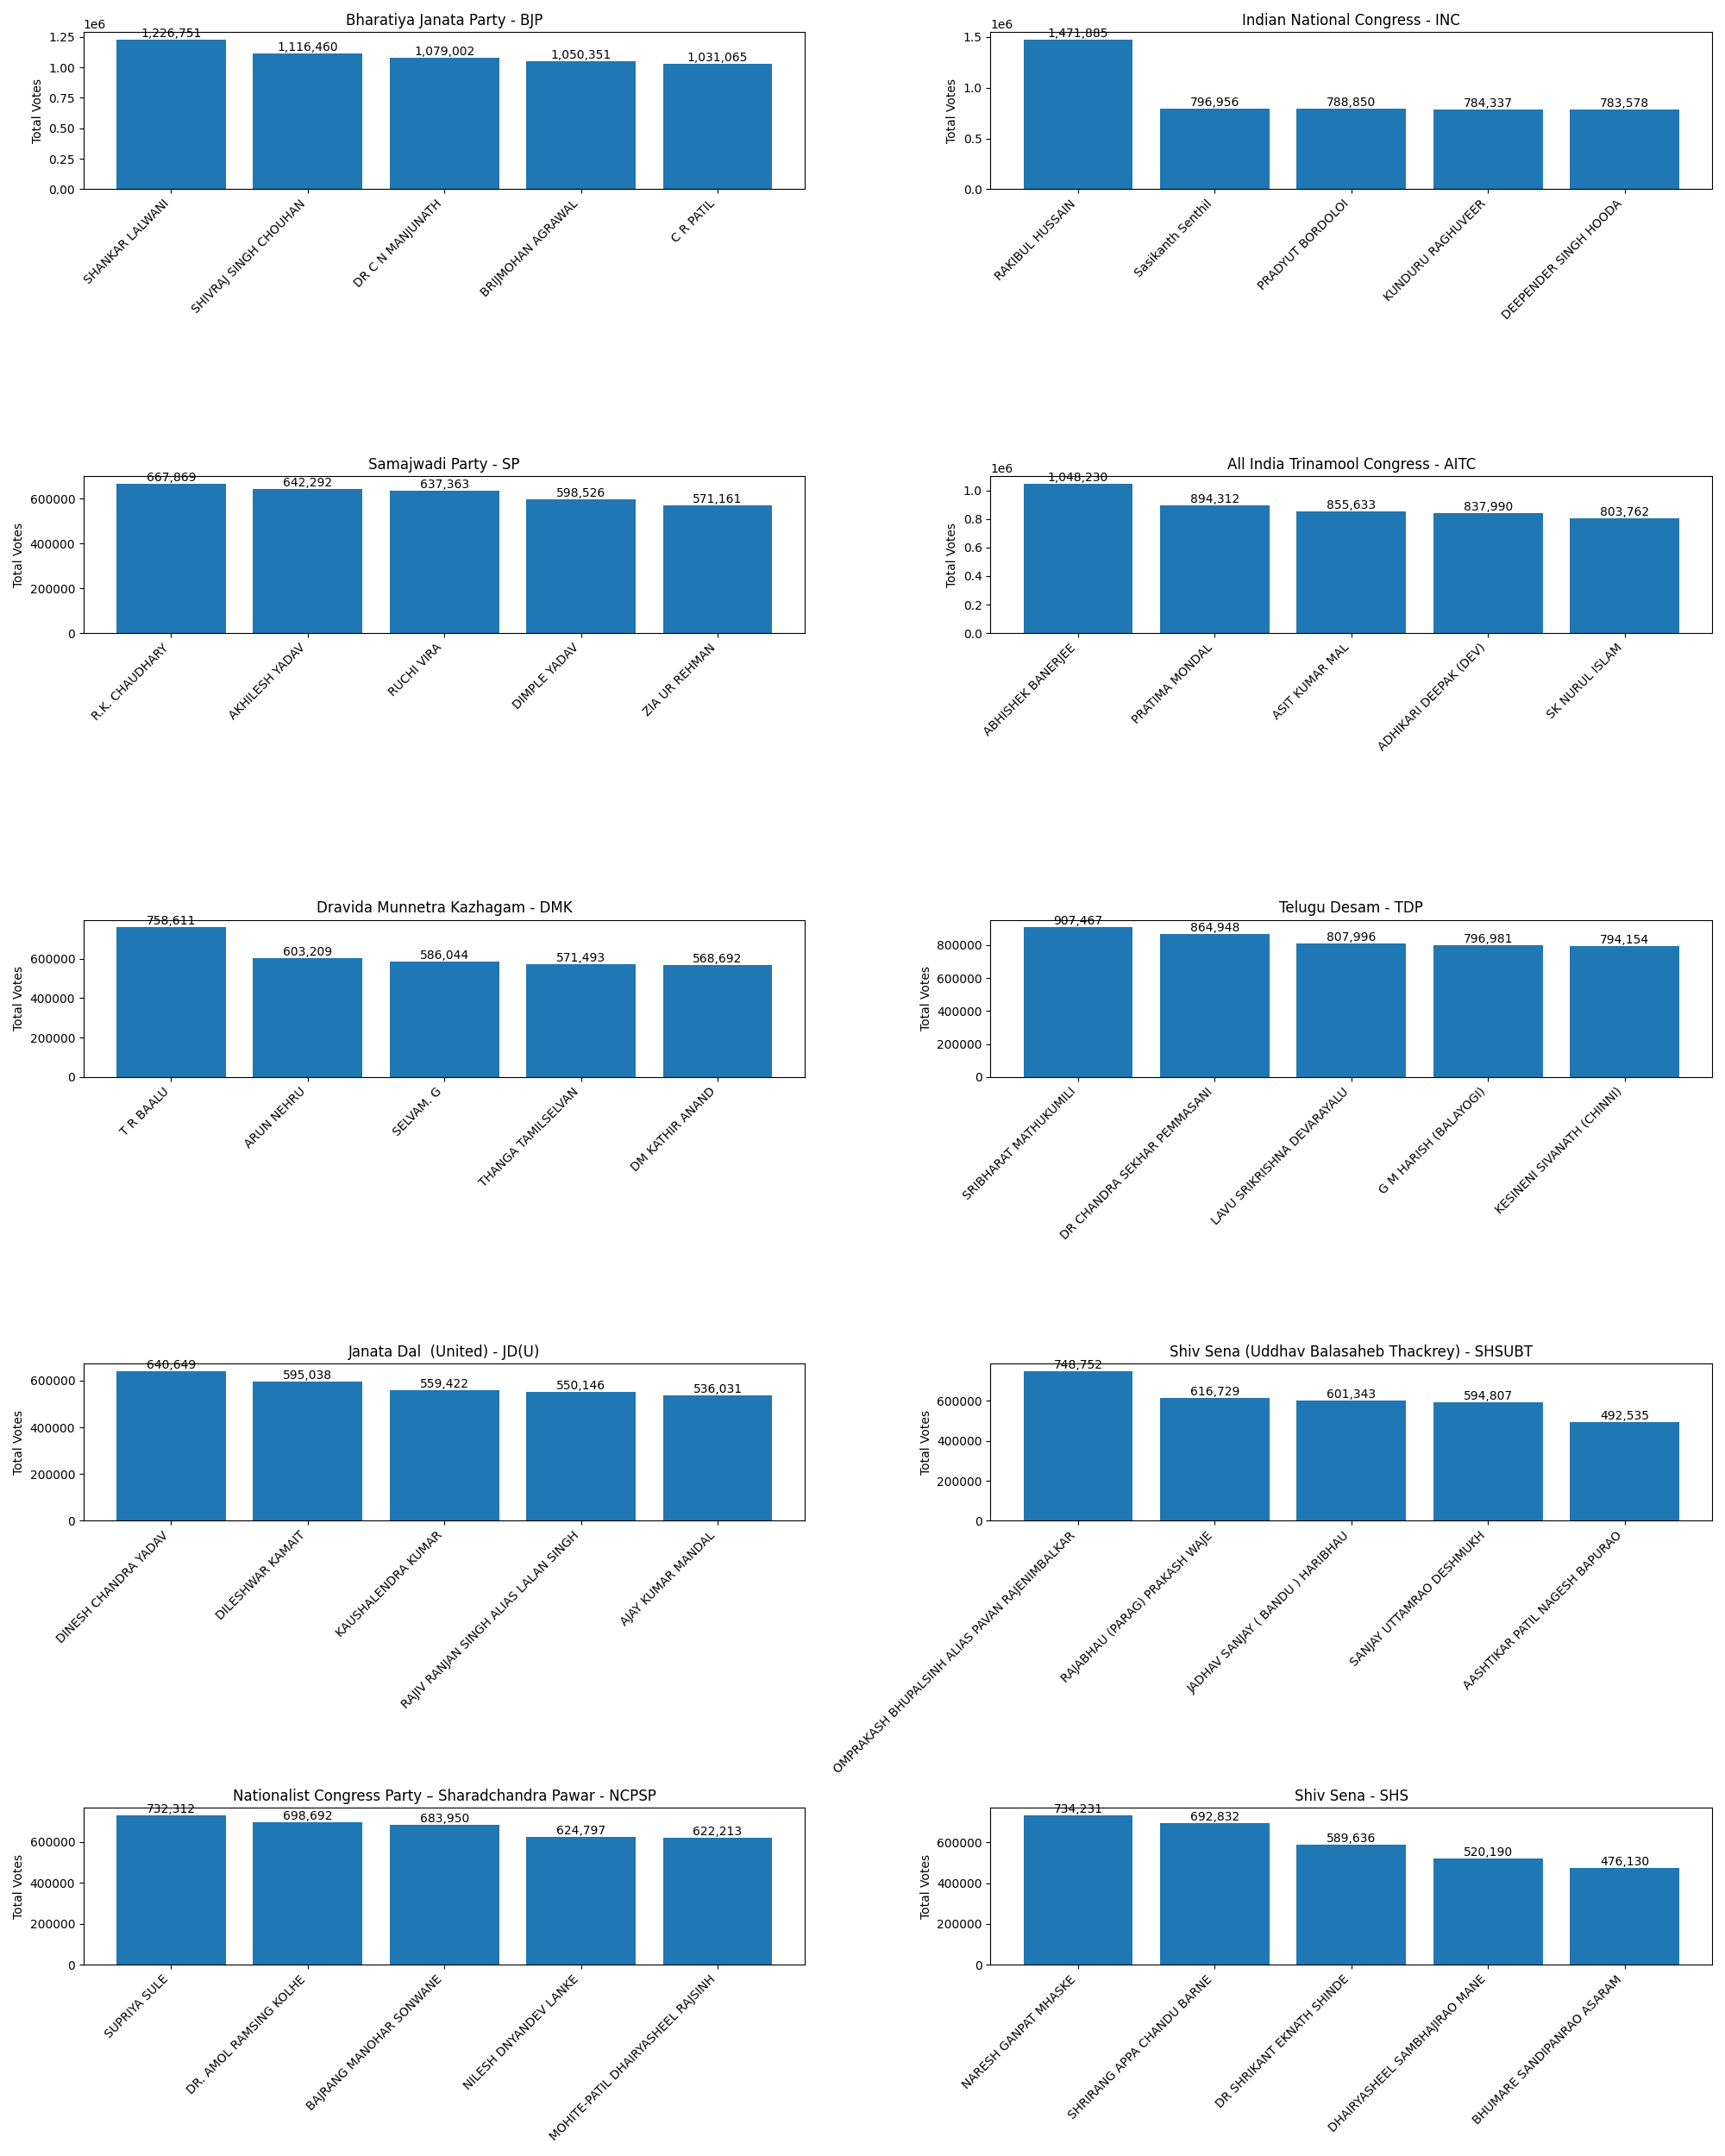 Bharatiya Janata Party - BJP
1e6
Total Votes
1.25
1.00
0.75
0.50
0.25
0.00
1,226,751
1,116,460
1,079,002
1,050,351
1,031,065
SHANKAR LALWANI
SHIVRAJ SINGH CHOUHAN
DR C N MANJUNATH
BRIJMOHAN AGRAWAL
C R PATIL
Indian National Congress - INC
1e6
Total Votes
1.5
1.0
0.5
0.0
1,471,885
796,956
788,850
784,337
783,578
RAKIBUL HUSSAIN
Sasikanth Senthil
PRADYUT BORDOLOI
KUNDURU RAGHUVEER
DEEPENDER SINGH HOODA
Samajwadi Party - SP
Total Votes
600000
400000
200000
0
667,869
642,292
637,363
598,526
571,161
R.K. CHAUDHARY
AKHILESH YADAV
RUCHI VIRA
DIMPLE YADAV
ZIA UR REHMAN
All India Trinamool Congress - AITC
1e6
Total Votes
1.0
0.8
0.6
0.4
0.2
0.0
1,048,230
894,312
855,633
837,990
803,762
ABHISHEK BANERJEE
PRATIMA MONDAL
ASIT KUMAR MAL
ADHIKARI DEEPAK (DEV)
SK NURUL ISLAM
Dravida Munnetra Kazhagam - DMK
Total Votes
600000
400000
200000
0
758,611
603,209
586,044
571,493
568,692
T R BAALU
ARUN NEHRU
SELVAM. G
THANGA TAMILSELVAN
DM KATHIR ANAND
Telugu Desam - TDP
Total Votes
800000
600000
400000
200000
0
907,467
864,948
807,996
796,981
794,154
SRIBHARAT MATHUKUMILI
DR CHANDRA SEKHAR PEMMASANI
LAVU SRIKRISHNA DEVARAYALU
G M HARISH (BALAYOGI)
KESINENI SIVANATH (CHINNI)
Janata Dal  (United) - JD(U)
Total Votes
600000
400000
200000
0
640,649
595,038
559,422
550,146
536,031
DINESH CHANDRA YADAV
DILESHWAR KAMAIT
KAUSHALENDRA KUMAR
RAJIV RANJAN SINGH ALIAS LALAN SINGH
AJAY KUMAR MANDAL
Shiv Sena (Uddhav Balasaheb Thackrey) - SHSUBT
Total Votes
600000
400000
200000
0
748,752
616,729
601,343
594,807
492,535
OMPRAKASH BHUPALSINH ALIAS PAVAN RAJENIMBALKAR
RAJABHAU (PARAG) PRAKASH WAJE
JADHAV SANJAY ( BANDU ) HARIBHAU
SANJAY UTTAMRAO DESHMUKH
AASHTIKAR PATIL NAGESH BAPURAO
Nationalist Congress Party – Sharadchandra Pawar - NCPSP
Total Votes
600000
400000
200000
0
732,312
698,692
683,950
624,797
622,213
SUPRIYA SULE
DR. AMOL RAMSING KOLHE
BAJRANG MANOHAR SONWANE
NILESH DNYANDEV LANKE
MOHITE-PATIL DHAIRYASHEEL RAJSINH
Shiv Sena - SHS
Total Votes
600000
400000
200000
0
734,231
692,832
589,636
520,190
476,130
NARESH GANPAT MHASKE
SHRIRANG APPA CHANDU BARNE
DR SHRIKANT EKNATH SHINDE
DHAIRYASHEEL SAMBHAJIRAO MANE
BHUMARE SANDIPANRAO ASARAM